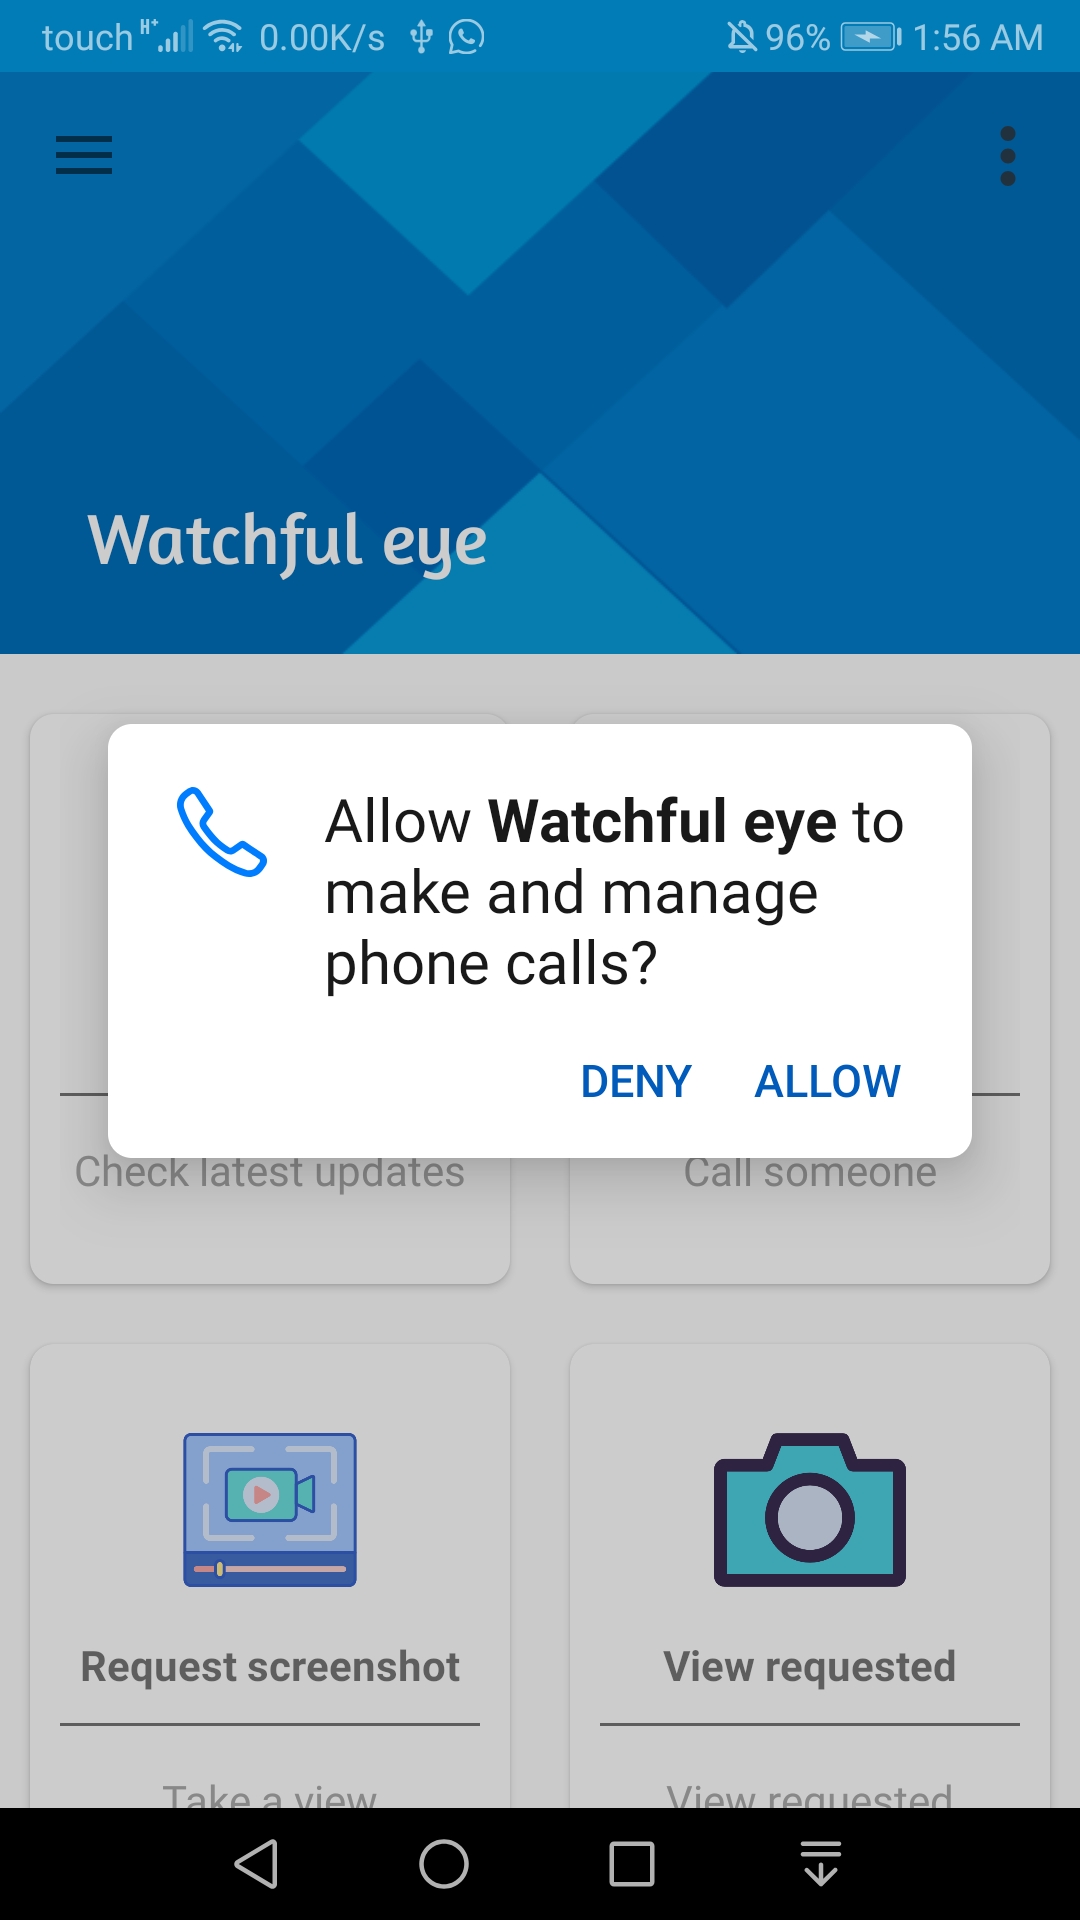 touch H+ 0.00K/s 96% 1:56 AM
Watchful eye
Allow Watchful eye to
make and manage
phone calls?
DENY ALLOW
Check latest updates
Call someone
Request screenshot
View requested
Take a view
View requested